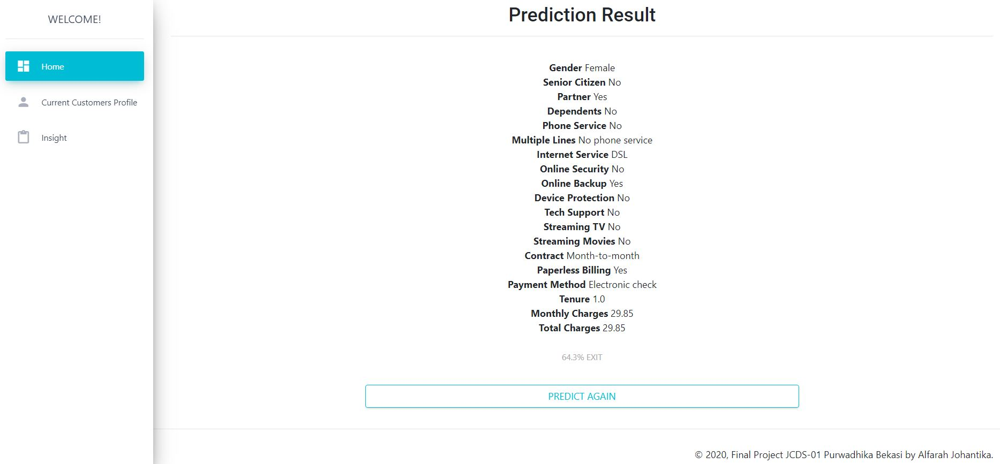 WELCOME!
Home
Current Customers Profile
Insight
Prediction Result
Gender Female
Senior Citizen No
Partner Yes
Dependents No
Phone Service No
Multiple Lines No phone service
Internet Service DSL
Online Security No
Online Backup Yes
Device Protection No
Tech Support No
Streaming TV No
Streaming Movies No
Contract Month-to-month
Paperless Billing Yes
Payment Method Electronic check
Tenure 1.0
Monthly Charges 29.85
Total Charges 29.85
64.3% EXIT
PREDICT AGAIN
© 2020, Final Project JCDS-01 Purwadhika Bekasi by Alfarah Johantika.